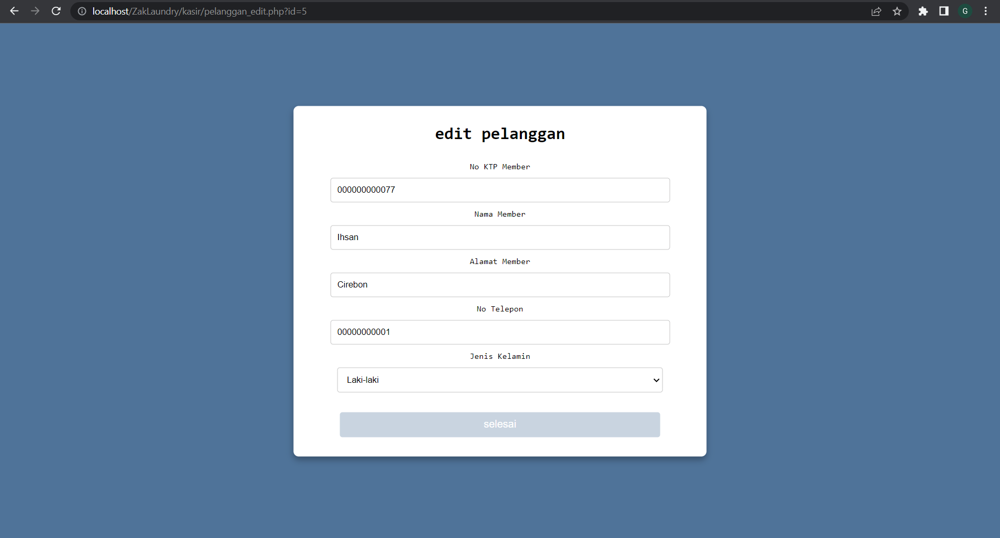 localhost/ZakLaundry/kasir/pelanggan_edit.php?id=5
G
edit pelanggan
No KTP Member
000000000077
Nama Member
Ihsan
Alamat Member
Cirebon
No Telepon
00000000001
Jenis Kelamin
Laki-laki
selesai